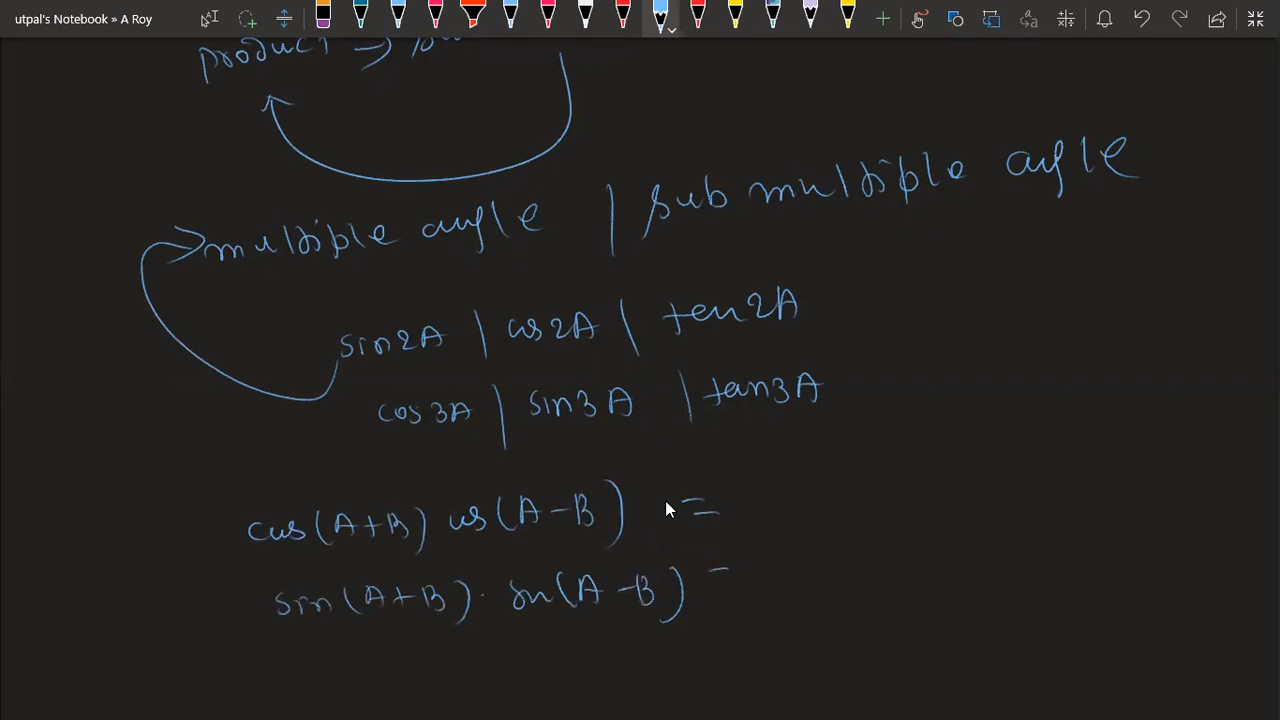 utpal's Notebook » A Roy
product →
multiple angle | sub multiple angle
sin2A | cos2A | tan2A
cos3A | sin3A | tan3A
cos(A+B) cos(A-B) =
sin(A+B). sin(A-B) =